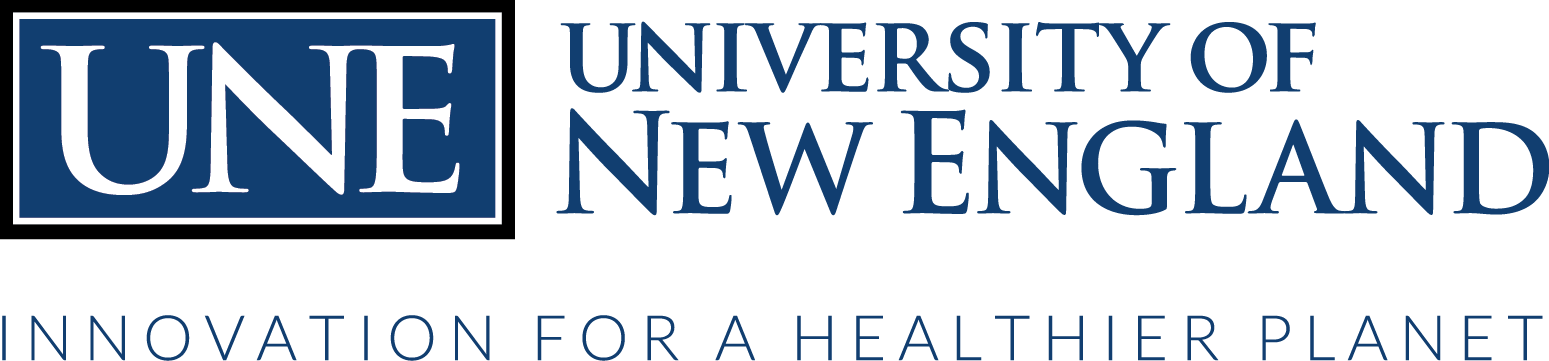 UNE
UNIVERSITY OF
NEW ENGLAND
INNOVATION FOR A HEALTHIER PLANET